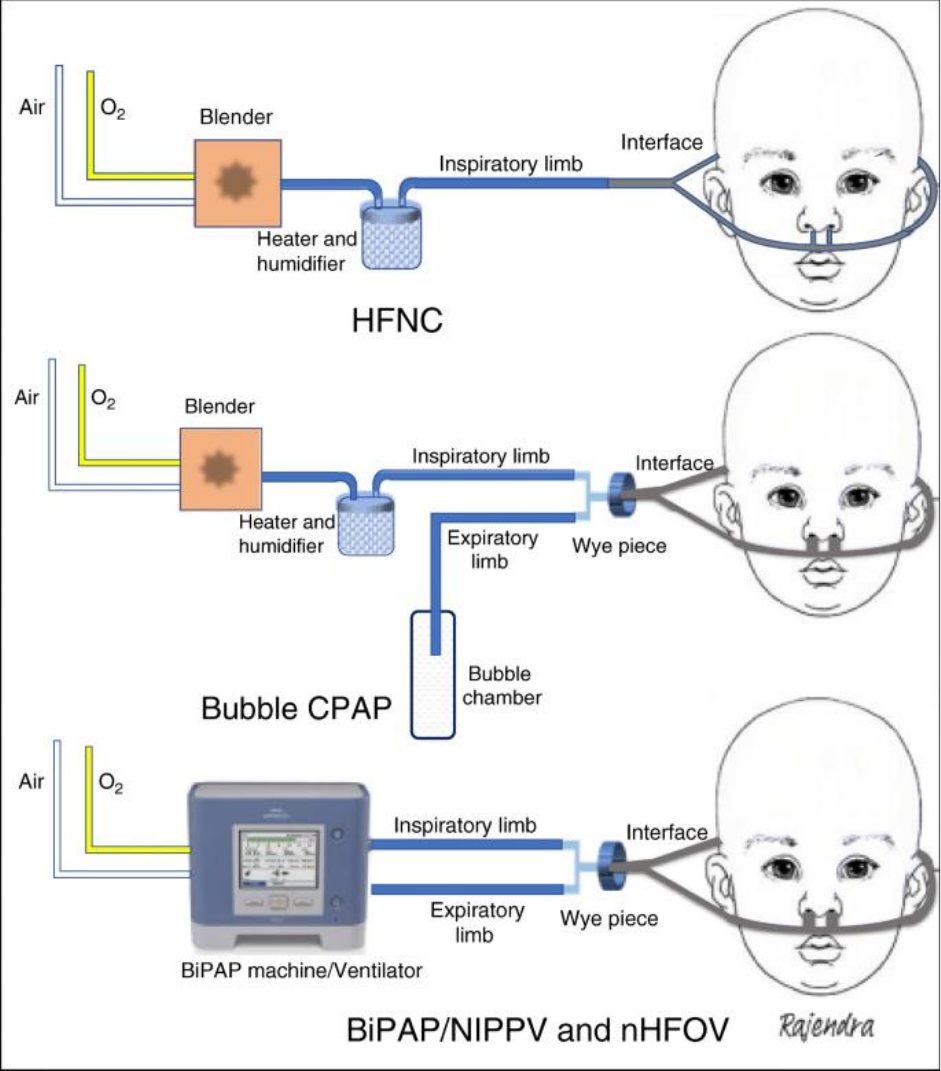 Air
O₂
Blender
Heater and
humidifier
Inspiratory limb
Interface
HFNC
Air
O₂
Blender
Heater and
humidifier
Inspiratory limb
Expiratory
limb
Wye piece
Interface
Bubble
chamber
Bubble CPAP
Air
O₂
BiPAP machine/Ventilator
Inspiratory limb
Expiratory
limb
Wye piece
Interface
BiPAP/NIPPV and nHFOV
Rajendra